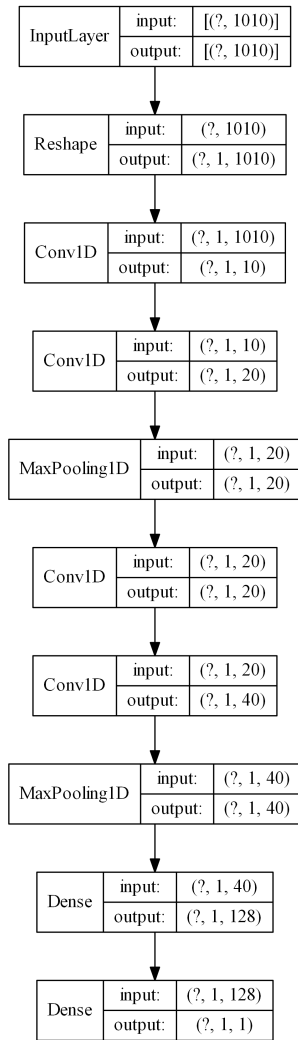 InputLayer
input: [(?, 1010)]
output: [(?, 1010)]
Reshape
input: (?, 1010)
output: (?, 1, 1010)
Conv1D
input: (?, 1, 1010)
output: (?, 1, 10)
Conv1D
input: (?, 1, 10)
output: (?, 1, 20)
MaxPooling1D
input: (?, 1, 20)
output: (?, 1, 20)
Conv1D
input: (?, 1, 20)
output: (?, 1, 20)
Conv1D
input: (?, 1, 20)
output: (?, 1, 40)
MaxPooling1D
input: (?, 1, 40)
output: (?, 1, 40)
Dense
input: (?, 1, 40)
output: (?, 1, 128)
Dense
input: (?, 1, 128)
output: (?, 1, 1)